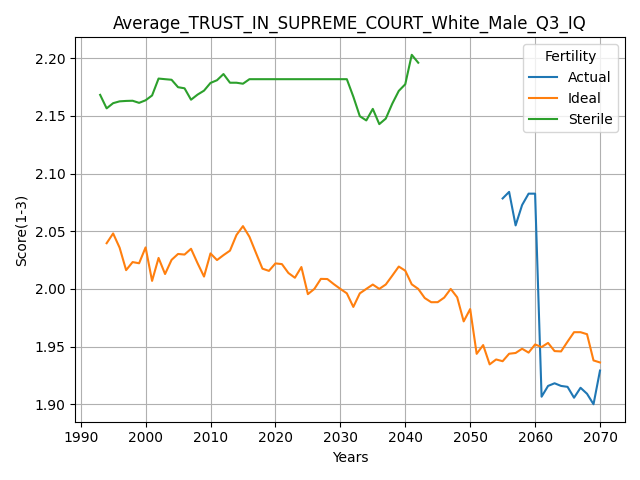 Average_TRUST_IN_SUPREME_COURT_White_Male_Q3_IQ
Fertility
Actual
Ideal
Sterile
Score(1-3)
2.20
2.15
2.10
2.05
2.00
1.95
1.90
1990 2000 2010 2020 2030 2040 2050 2060 2070
Years